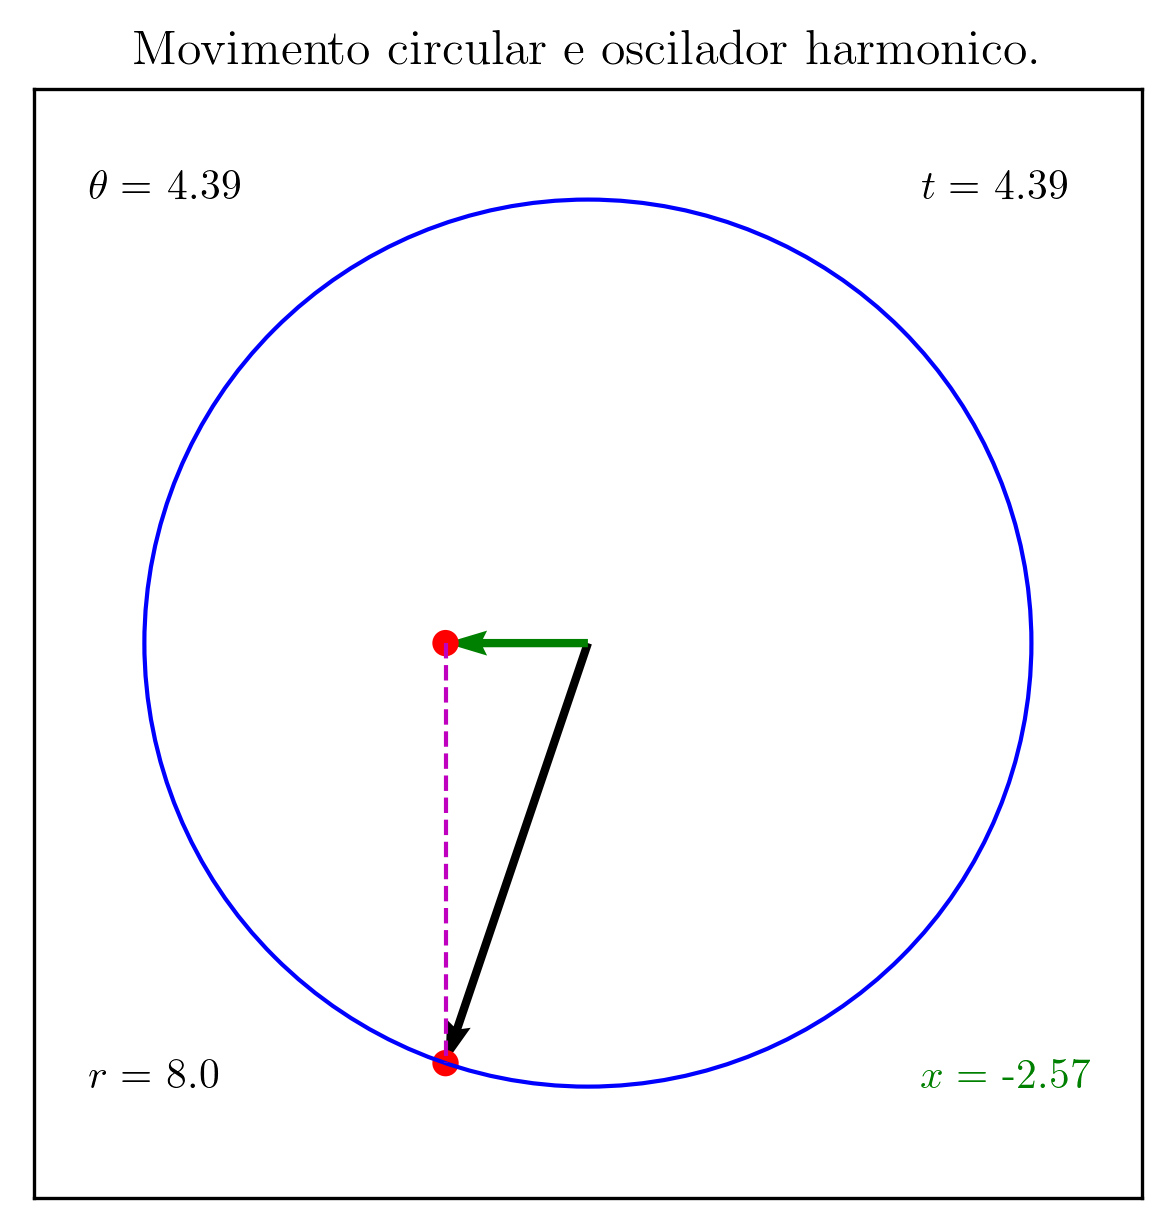 Movimento circular e oscilador harmonico.
θ = 4.39
t = 4.39
r = 8.0
x = -2.57